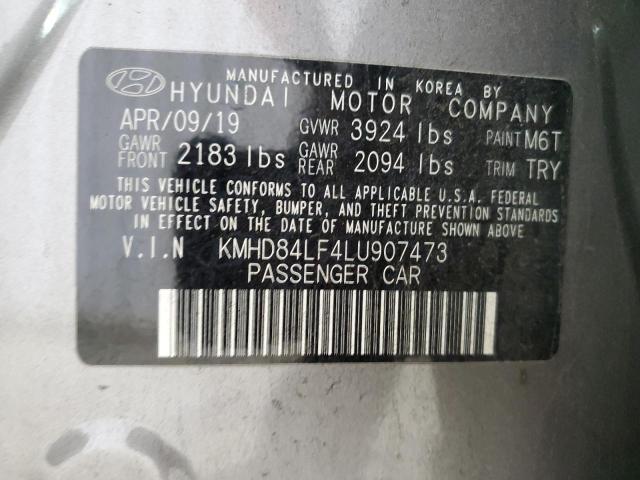 MANUFACTURED IN KOREA BY
HYUNDAI MOTOR COMPANY
APR/09/19 GVWR 3924 lbs PAINT M6T
GAWR FRONT 2183 lbs GAWR REAR 2094 lbs TRIM TRY
THIS VEHICLE CONFORMS TO ALL APPLICABLE U.S.A. FEDERAL
MOTOR VEHICLE SAFETY, BUMPER, AND THEFT PREVENTION STANDARDS
IN EFFECT ON THE DATE OF MANUFACTURE SHOWN ABOVE.
V.I.N KMHD84LF4LU907473
PASSENGER CAR